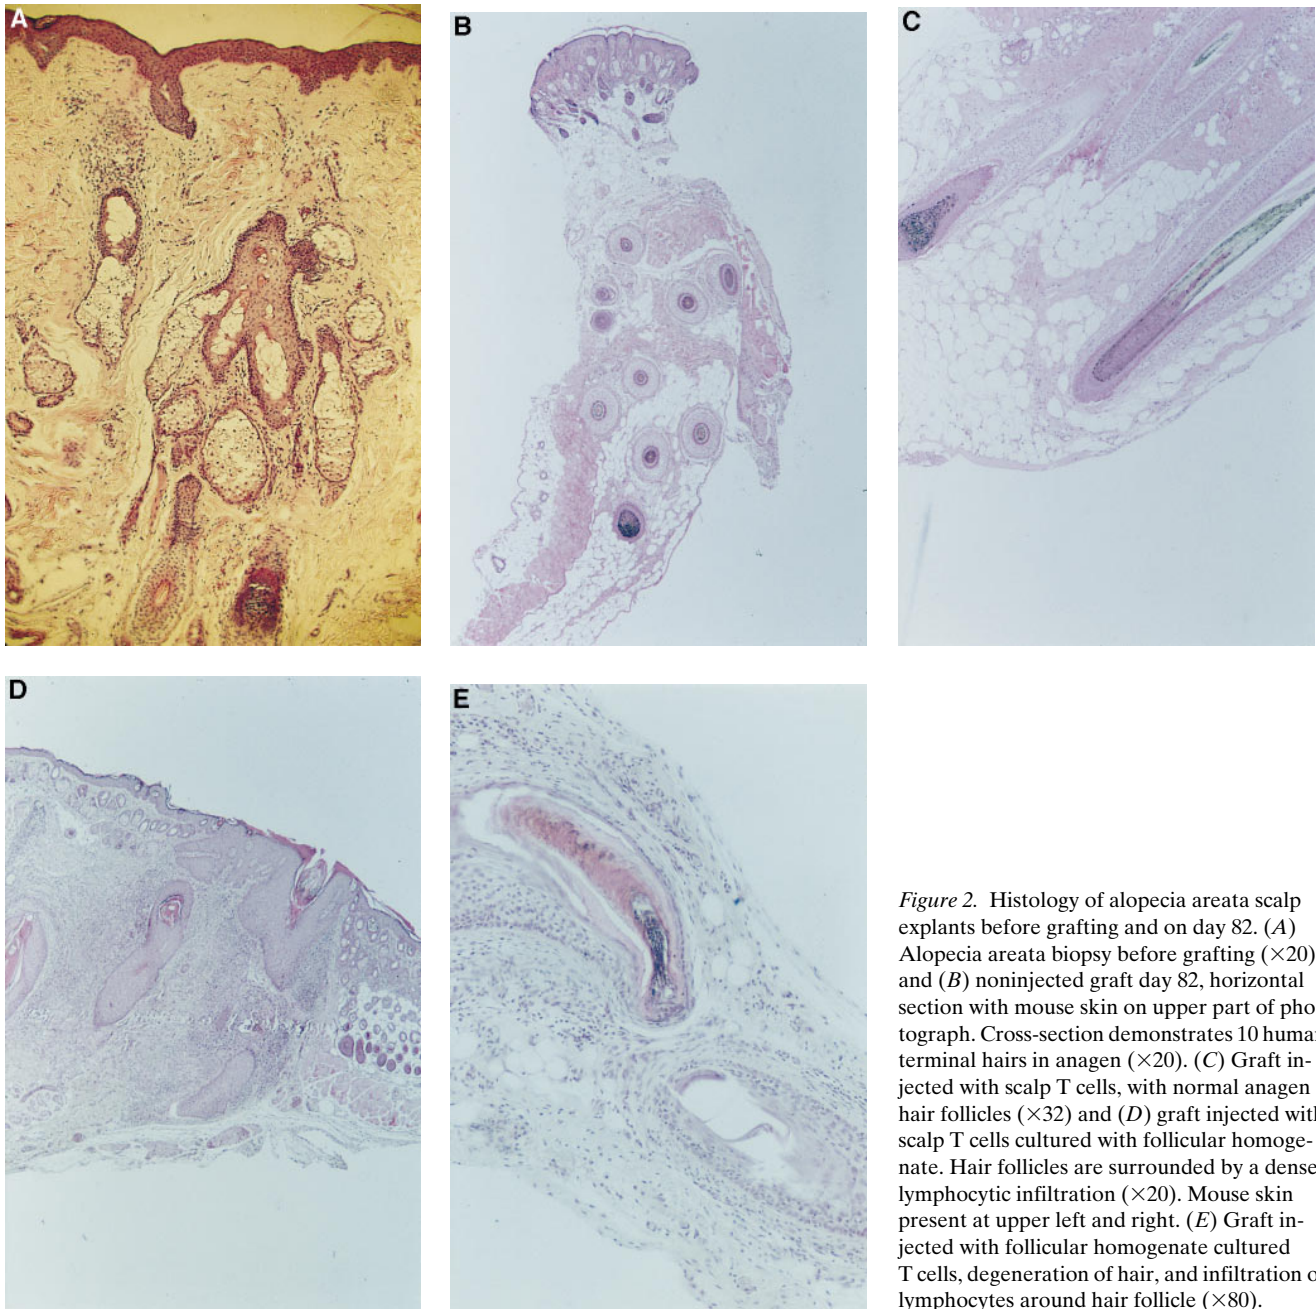 A
B
C
D
E
Figure 2. Histology of alopecia areata scalp
explants before grafting and on day 82. (A)
Alopecia areata biopsy before grafting (×20)
and (B) noninjected graft day 82, horizontal
section with mouse skin on upper part of pho-
tograph. Cross-section demonstrates 10 human
terminal hairs in anagen (×20). (C) Graft in-
jected with scalp T cells, with normal anagen
hair follicles (×32) and (D) graft injected with
scalp T cells cultured with follicular homoge-
nate. Hair follicles are surrounded by a dense
lymphocytic infiltration (×20). Mouse skin
present at upper left and right. (E) Graft in-
jected with follicular homogenate cultured
T cells, degeneration of hair, and infiltration o
lymphocytes around hair follicle (×80).